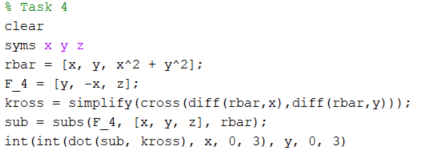 % Task 4
clear
syms x y z
rbar = [x, y, x^2 + y^2];
F_4 = [y, -x, z];
kross = simplify(cross(diff(rbar,x),diff(rbar,y)));
sub = subs(F_4, [x, y, z], rbar);
int(int(dot(sub, kross), x, 0, 3), y, 0, 3)